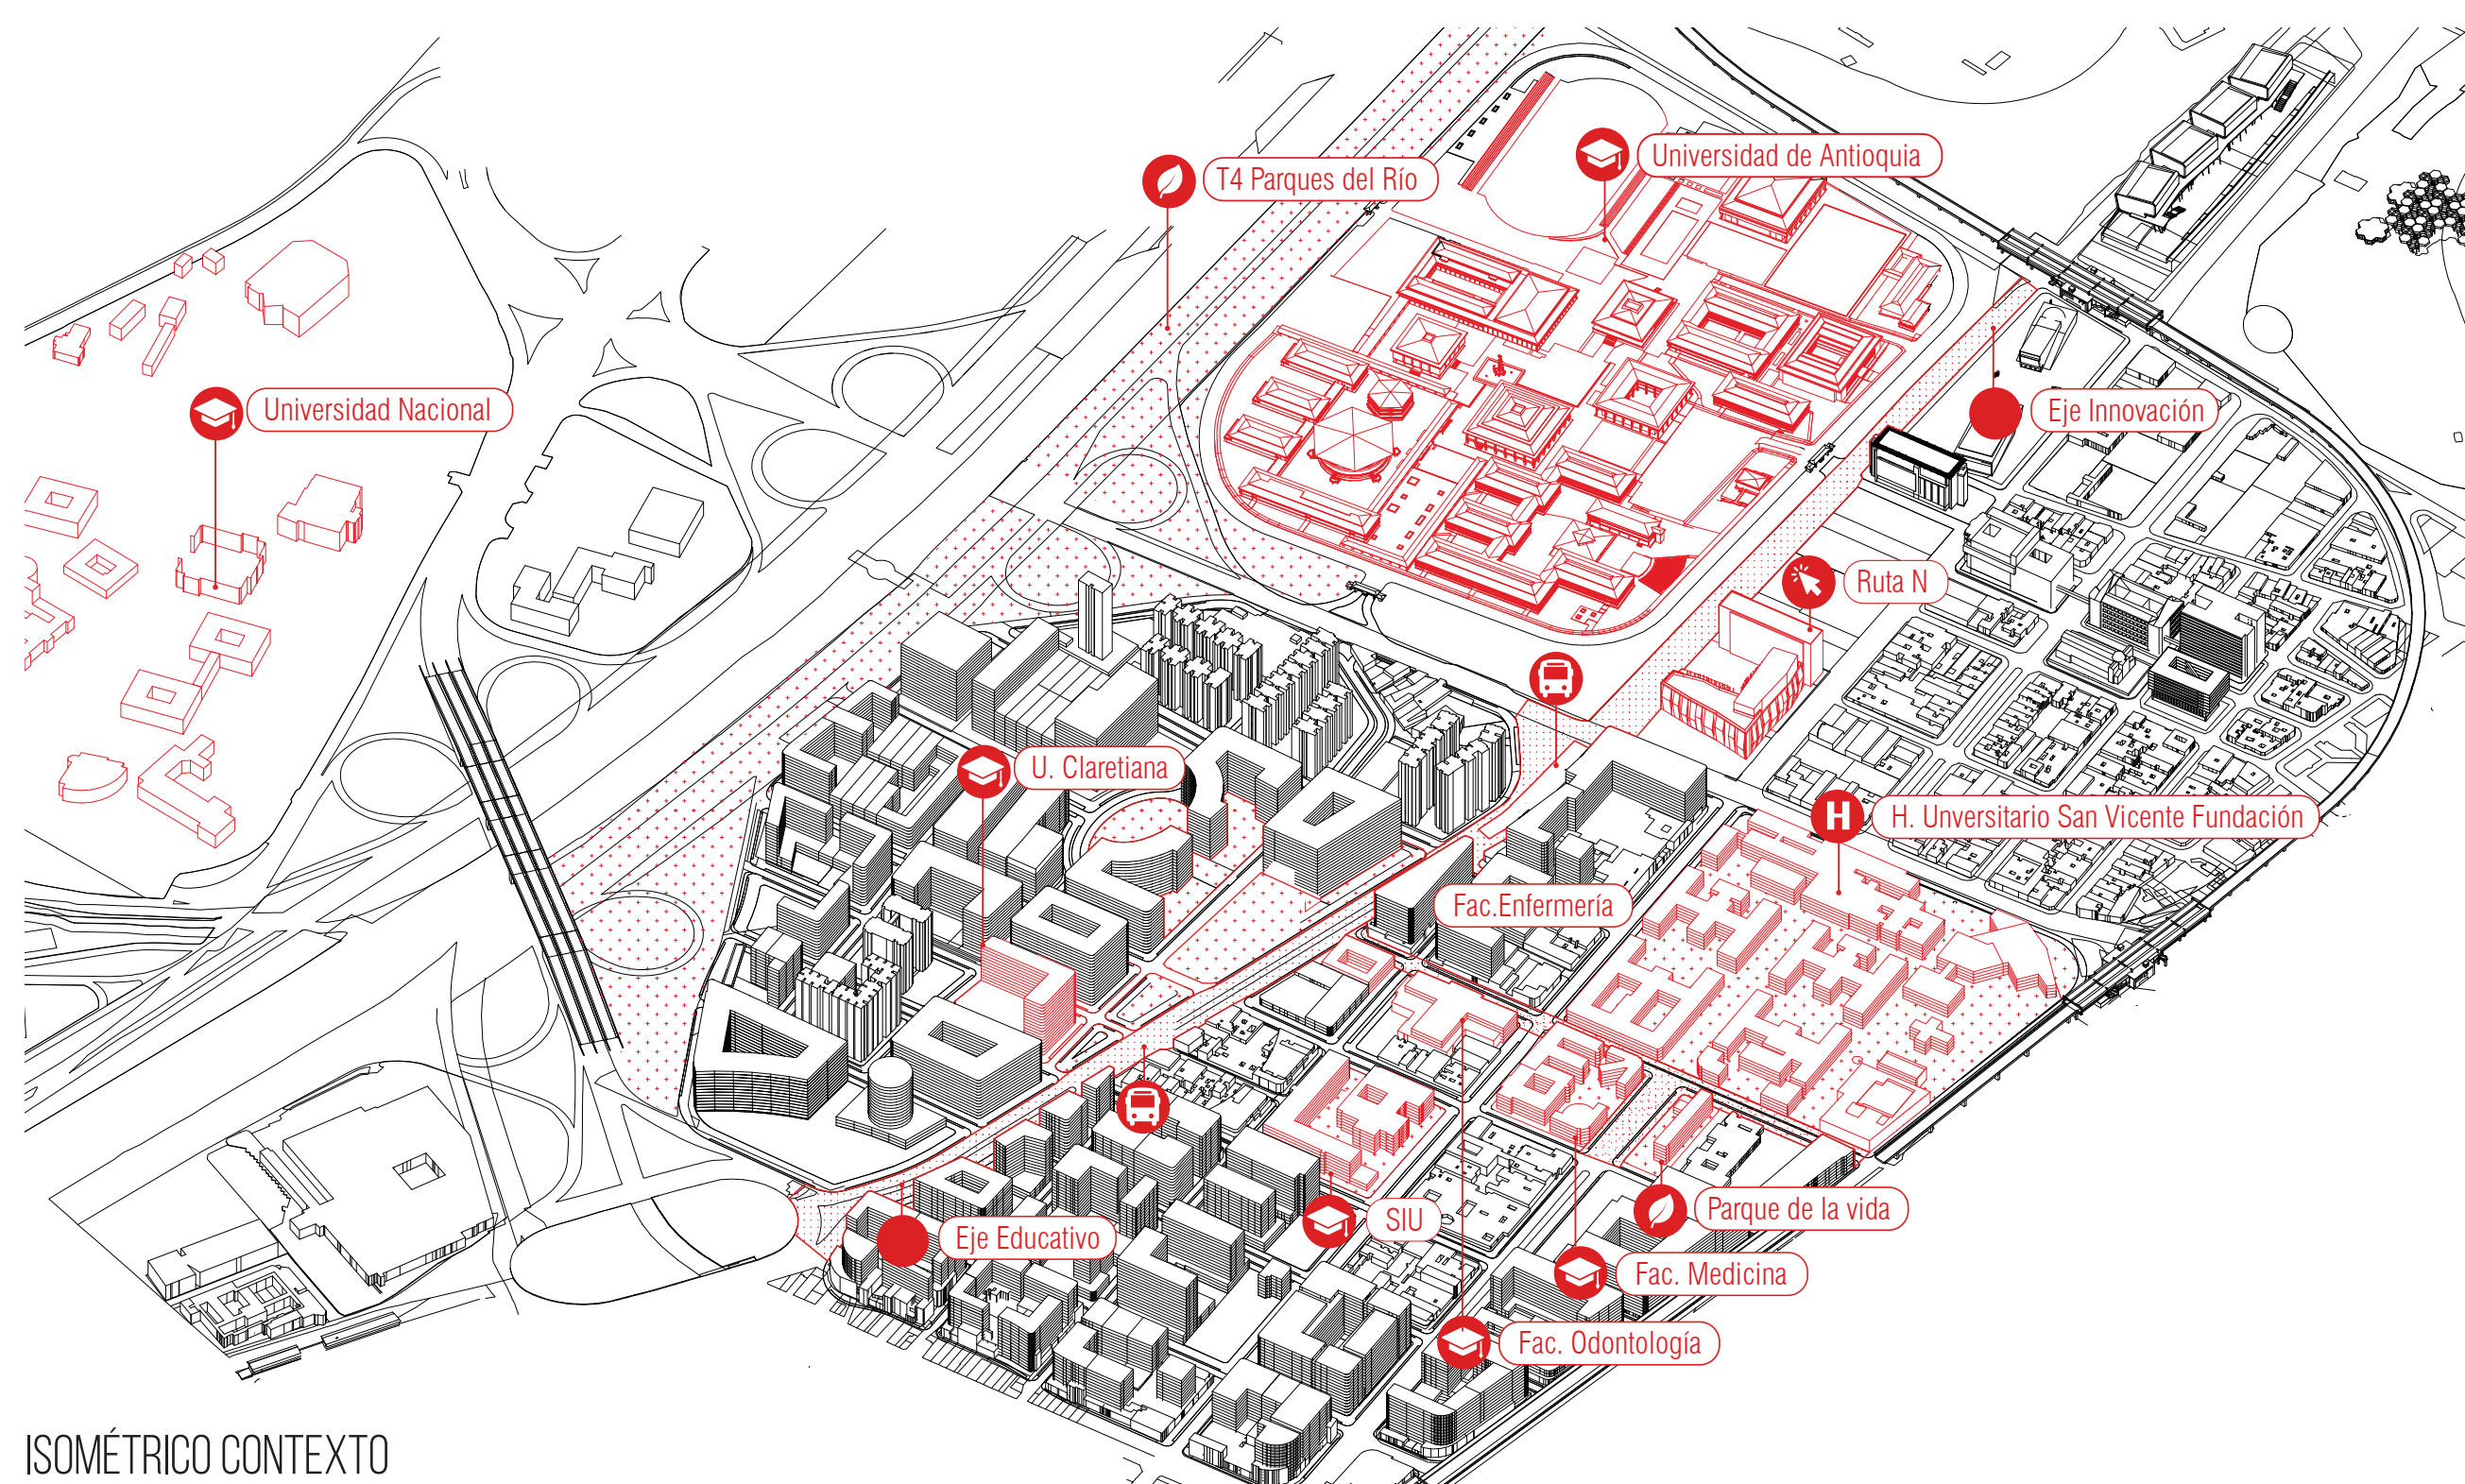 Universidad de Antioquia
T4 Parques del Río
Universidad Nacional
Eje Innovación
Ruta N
U. Claretiana
H
H. Unversitario San Vicente Fundación
Fac.Enfermería
Parque de la vida
SIU
Eje Educativo
Fac. Medicina
Fac. Odontología
ISOMÉTRICO CONTEXTO